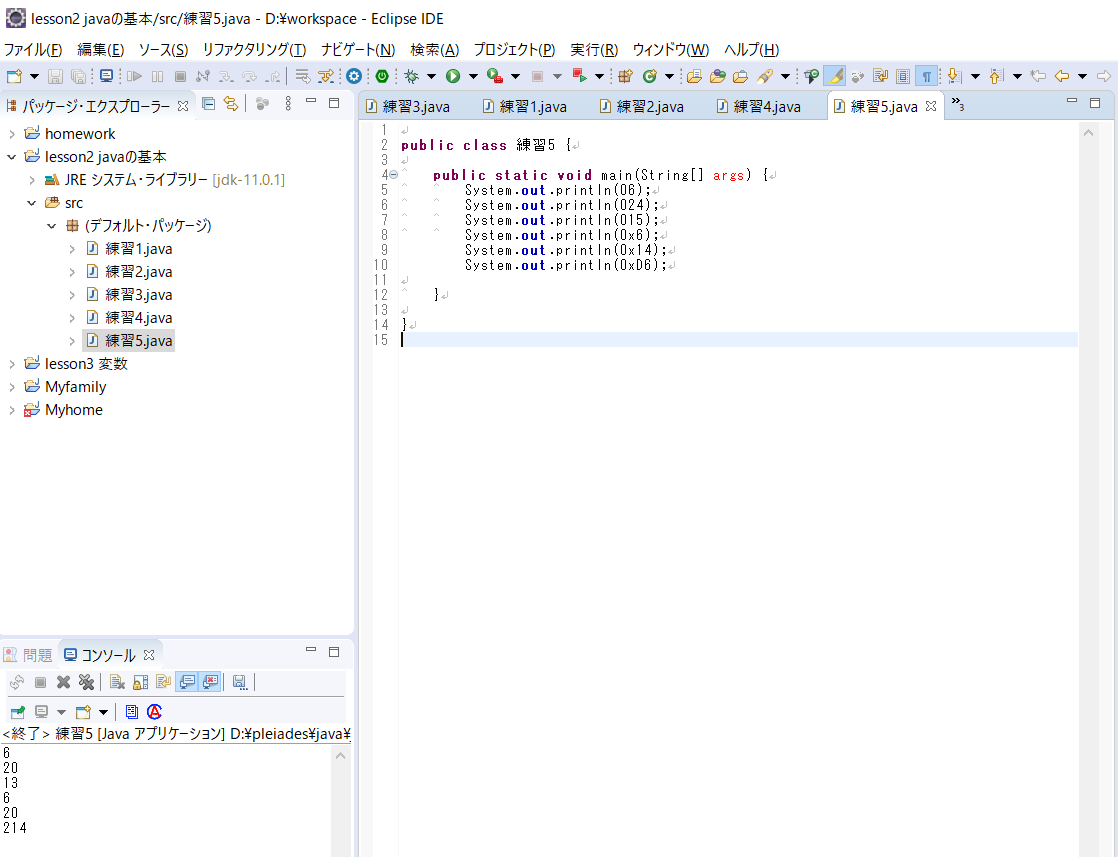 lesson2 javaの基本/src/練習5.java - D:¥workspace - Eclipse IDE
ファイル(F) 編集(E) ソース(S) リファクタリング(T) ナビゲート(N) 検索(A) プロジェクト(P) 実行(R) ウィンドウ(W) ヘルプ(H)
パッケージ・エクスプローラー
homework
lesson2 javaの基本
JRE システム・ライブラリー [jdk-11.0.1]
src
(デフォルト・パッケージ)
練習1.java
練習2.java
練習3.java
練習4.java
練習5.java
lesson3 変数
Myfamily
Myhome
練習3.java 練習1.java 練習2.java 練習4.java 練習5.java »3
1
2 public class 練習5 {
3
4 public static void main(String[] args) {
5 System.out.println(06);
6 System.out.println(024);
7 System.out.println(015);
8 System.out.println(0x6);
9 System.out.println(0x14);
10 System.out.println(0xD6);
11
12 }
13
14 }
15
問題 コンソール
<終了> 練習5 [Java アプリケーション] D:¥pleiades¥java¥
6
20
13
6
20
214